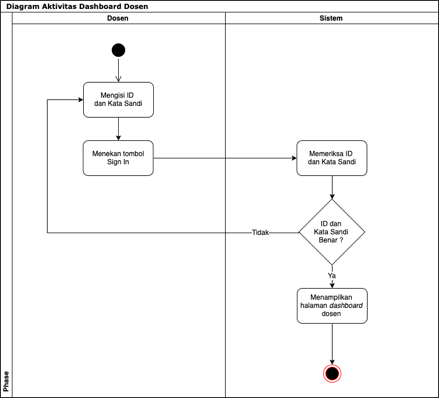 Diagram Aktivitas Dashboard Dosen
Dosen
Sistem
Mengisi ID
dan Kata Sandi
Menekan tombol
Sign In
Memeriksa ID
dan Kata Sandi
ID dan
Kata Sandi
Benar ?
Tidak
Ya
Menampilkan
halaman dashboard
dosen
Phase